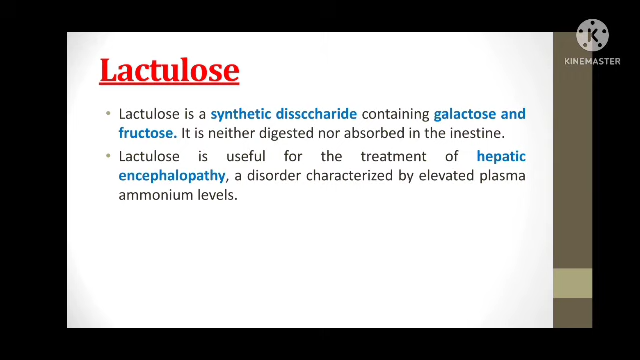 Lactulose
K
KINEMASTER
• Lactulose is a synthetic dissccharide containing galactose and
fructose. It is neither digested nor absorbed in the inestine.
• Lactulose is useful for the treatment of hepatic
encephalopathy, a disorder characterized by elevated plasma
ammonium levels.